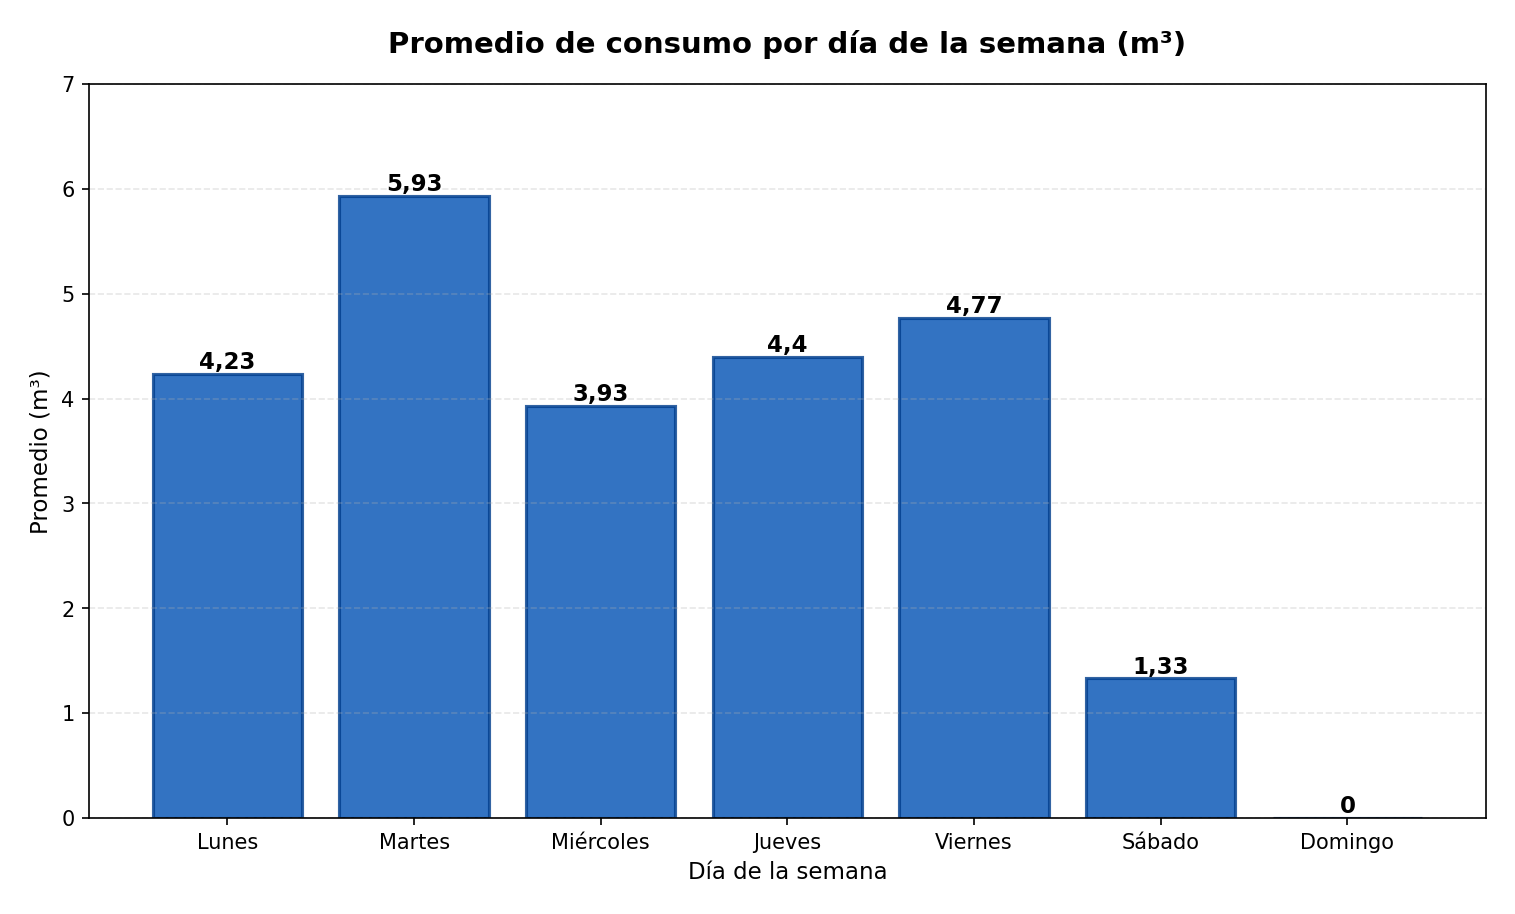 Promedio de consumo por día de la semana (m³)
Promedio (m³)
7
6
5
4
3
2
1
0
4,23
5,93
3,93
4,4
4,77
1,33
0
Lunes
Martes
Miércoles
Jueves
Viernes
Sábado
Domingo
Día de la semana